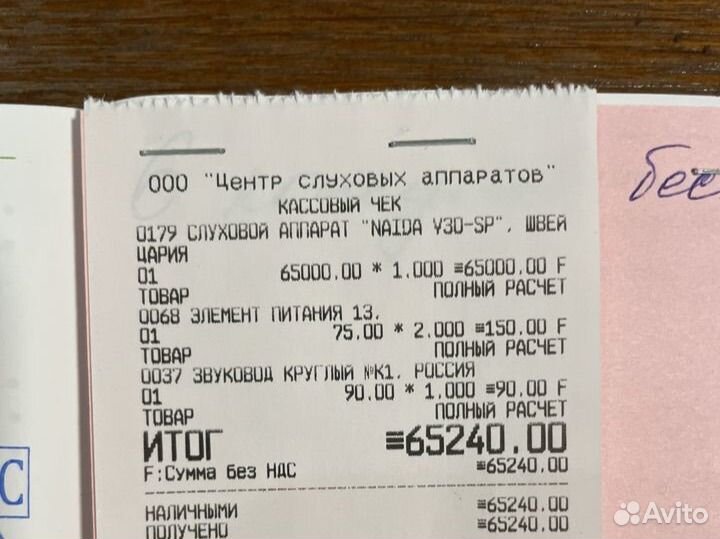 ООО "Центр слуховых аппаратов"
КАССОВЫЙ ЧЕК
0179 СЛУХОВОЙ АППАРАТ "NAIDA V30-SP", ШВЕЙ
ЦАРИЯ
01 65000.00 * 1.000 ≡65000.00 F
ТОВАР ПОЛНЫЙ РАСЧЕТ
0068 ЭЛЕМЕНТ ПИТАНИЯ 13,
01 75.00 * 2.000 ≡150.00 F
ТОВАР ПОЛНЫЙ РАСЧЕТ
0037 ЗВУКОВОД КРУГЛЫЙ №К1, РОССИЯ
01 90.00 * 1.000 ≡90.00 F
ТОВАР ПОЛНЫЙ РАСЧЕТ
ИТОГ ≡65240.00
F:Сумма без НДС ≡65240.00
НАЛИЧНЫМИ ≡65240.00
ПОЛУЧЕНО ≡65240.00
бес
С
Avito